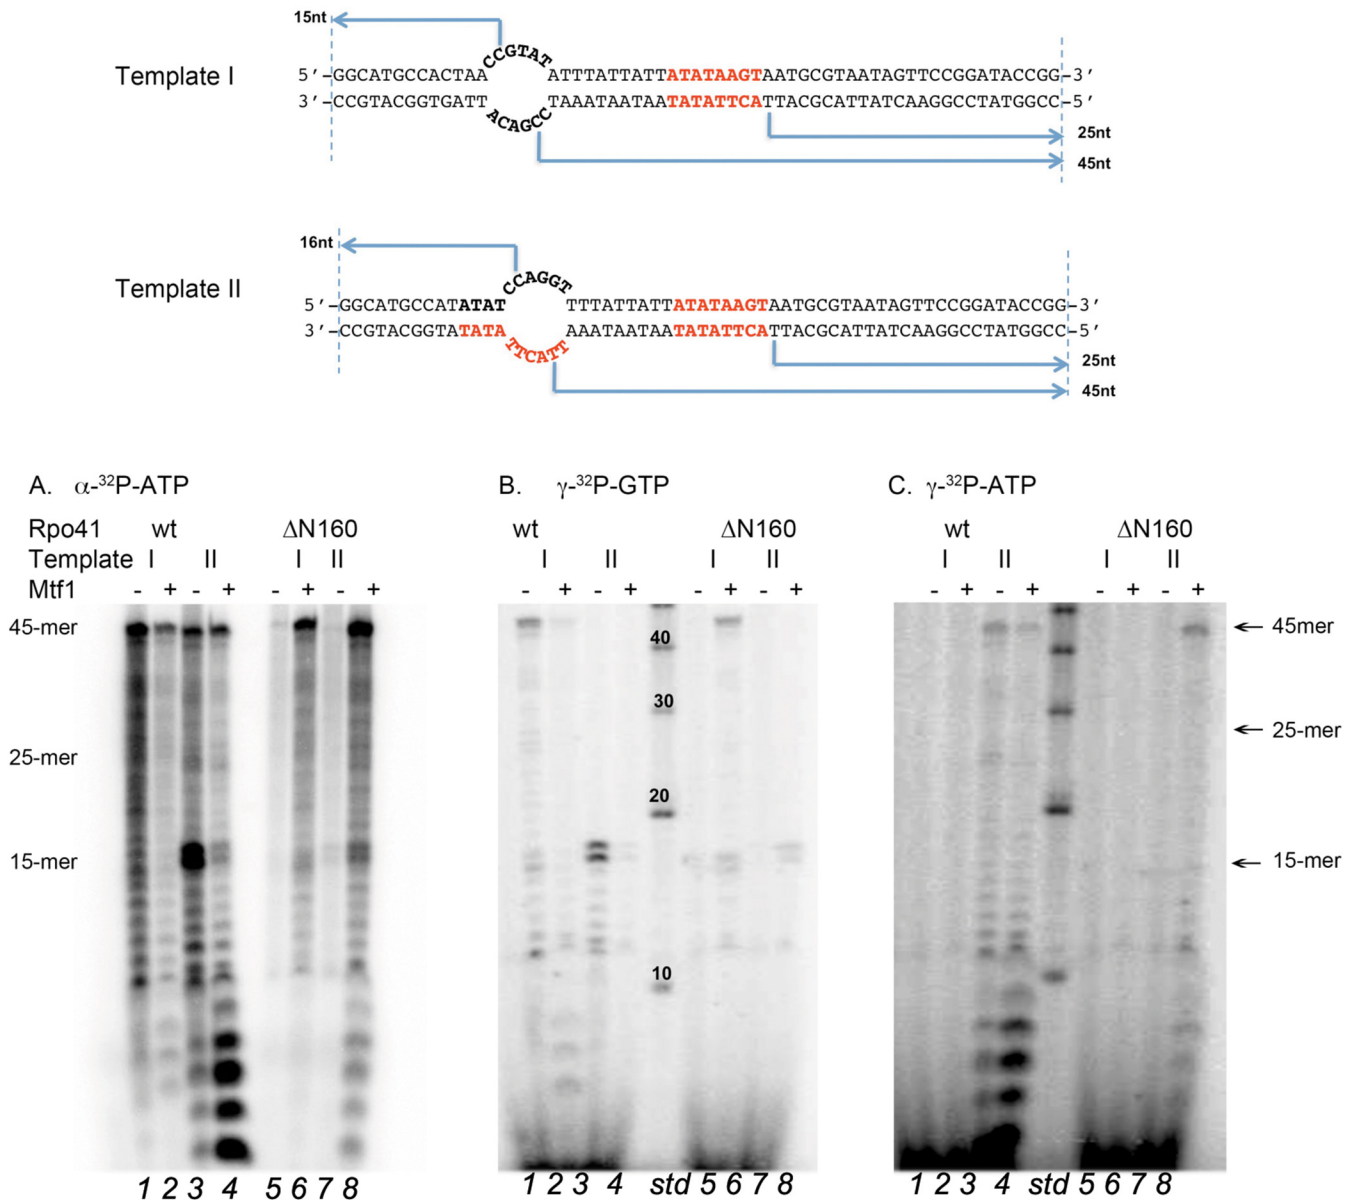 15nt
CCGTAT
Template I
5'-GGCATGCCACTAA ATTTATTATTATATAAGTAATGCGTAATAGTTCCGGATACCGG-3'
3'-CCGTACGGTGATT TAAATAATAATATATTCATTACGCATTATCAAGGCCTATGGCC-5'
ACAGCC
25nt
45nt
16nt
CCAGGT
Template II
5'-GGCATGCCATATAT TTTATTATTATATAAGTAATGCGTAATAGTTCCGGATACCGG-3'
3'-CCGTACGGTATATA AAATAATAATATATTCATTACGCATTATCAAGGCCTATGGCC-5'
TTCATT
25nt
45nt
A. α-32P-ATP B. γ-32P-GTP C. γ-32P-ATP
Rpo41 wt ΔN160 wt ΔN160 wt ΔN160
Template I II I II I II I II I II I II
Mtf1 - + - + - + - + - + - + - + - + - + - + - + - +
45-mer 45mer
40
30
25-mer 25-mer
20
15-mer 15-mer
10
1 2 3 4 5 6 7 8 1 2 3 4 std 5 6 7 8 1 2 3 4 std 5 6 7 8